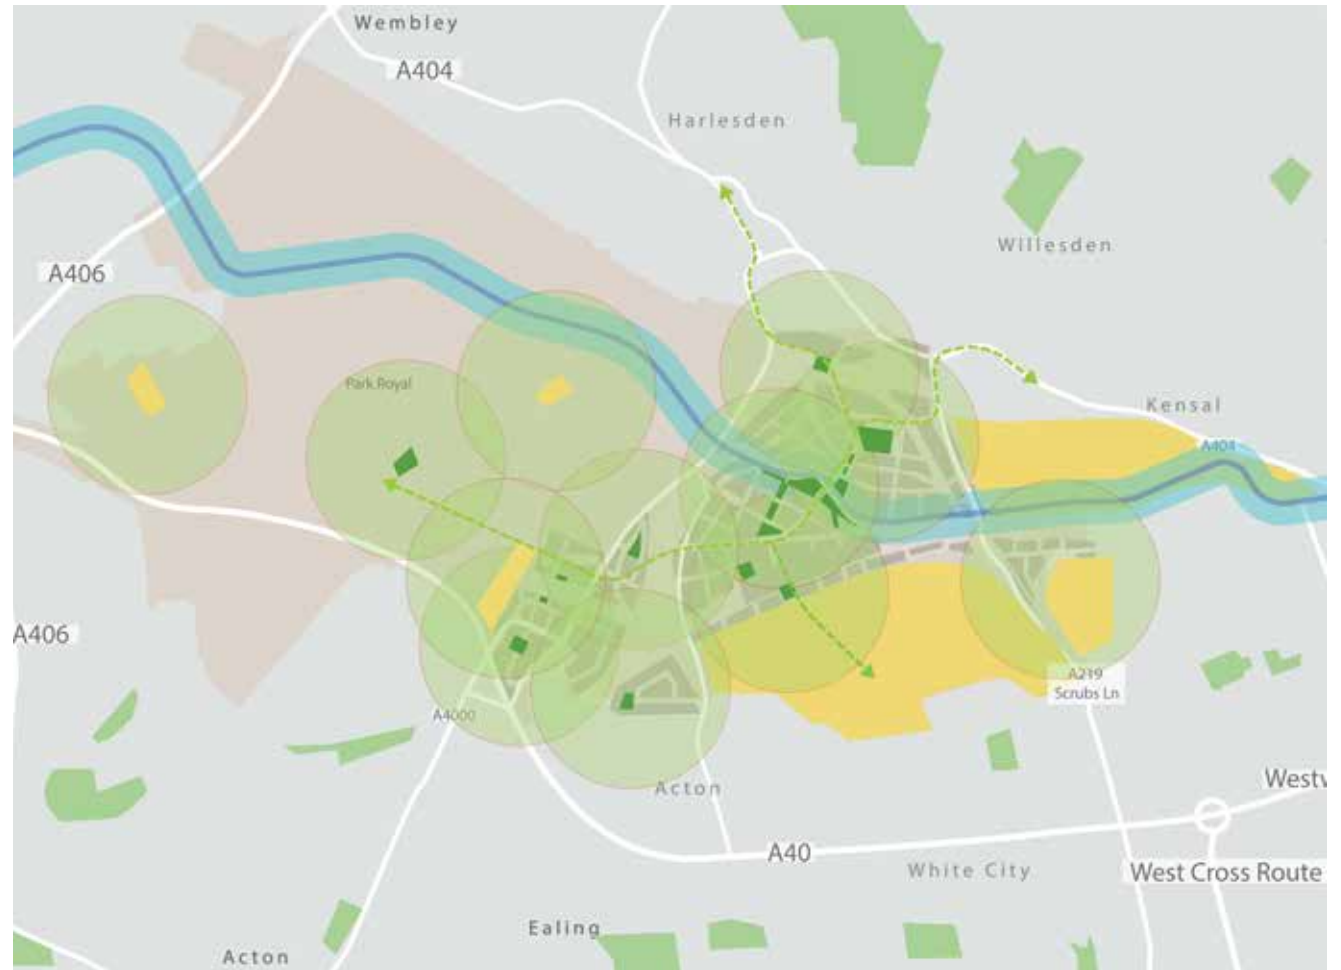 Wembley
A404
Harlesden
Willesden
A406
Park Royal
Kensal
A404
A406
A219
Scrubs Ln
A4000
Acton
Westw
A40
White City
West Cross Route
Ealing
Acton